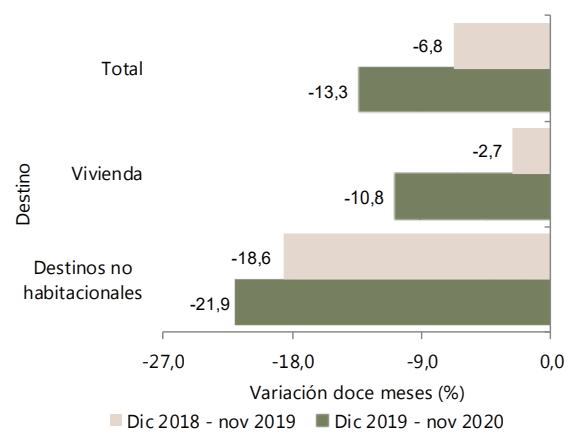 -6,8
Total
-13,3
-2,7
Vivienda
-10,8
Destino
-18,6
Destinos no
habitacionales
-21,9
-27,0 -18,0 -9,0 0,0
Variación doce meses (%)
Dic 2018 - nov 2019 Dic 2019 - nov 2020